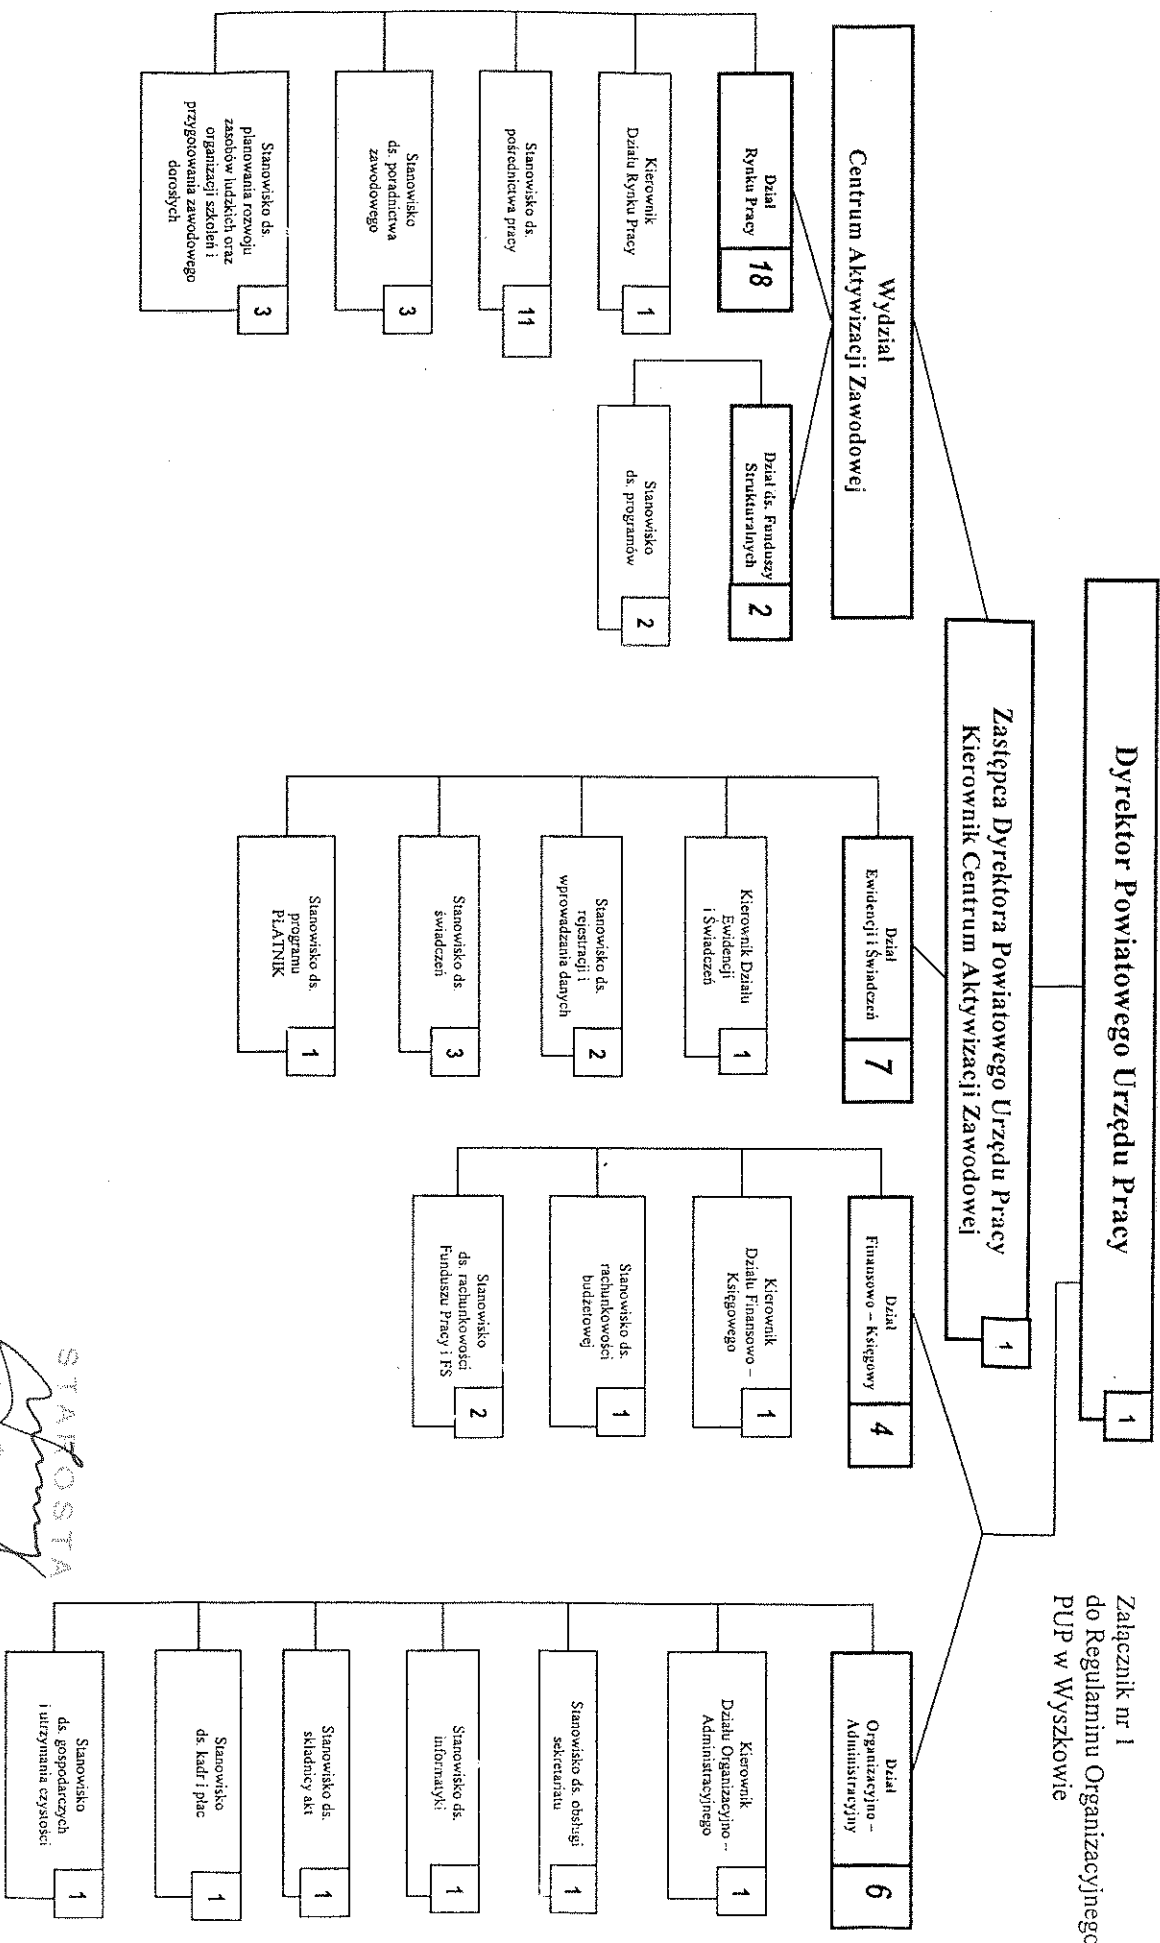 Załącznik nr 1
do Regulaminu Organizacyjnego
PUP w Wyszkowie
Dyrektor Powiatowego Urzędu Pracy
1
Zastępca Dyrektora Powiatowego Urzędu Pracy
Kierownik Centrum Aktywizacji Zawodowej
1
Wydział
Centrum Aktywizacji Zawodowej
Dział
Rynku Pracy
18
Kierownik
Działu Rynku Pracy
1
Stanowisko ds.
pośrednictwa pracy
11
Stanowisko
ds. poradnictwa
zawodowego
3
Stanowisko ds.
planowania rozwoju
zasobów ludzkich oraz
organizacji szkoleń i
przygotowania zawodowego
dorosłych
3
Dział ds. Funduszy
Strukturalnych
2
Stanowisko
ds. programów
2
Dział
Ewidencji i Świadczeń
7
Kierownik Działu
Ewidencji
i Świadczeń
1
Stanowisko ds.
rejestracji i
wprowadzania danych
2
Stanowisko ds.
świadczeń
3
Stanowisko ds.
programu
PŁATNIK
1
Dział
Finansowo – Księgowy
4
Kierownik
Działu Finansowo –
Księgowego
1
Stanowisko ds.
rachunkowości
budżetowej
1
Stanowisko
ds. rachunkowości
Funduszu Pracy i FS
2
Dział
Organizacyjno –
Administracyjny
6
Kierownik
Działu Organizacyjno –
Administracyjnego
1
Stanowisko ds. obsługi
sekretariatu
1
Stanowisko ds.
informatyki
1
Stanowisko ds.
składnicy akt
1
Stanowisko
ds. kadr i płac
1
Stanowisko
ds. gospodarczych
i utrzymania czystości
1
STAROSTA